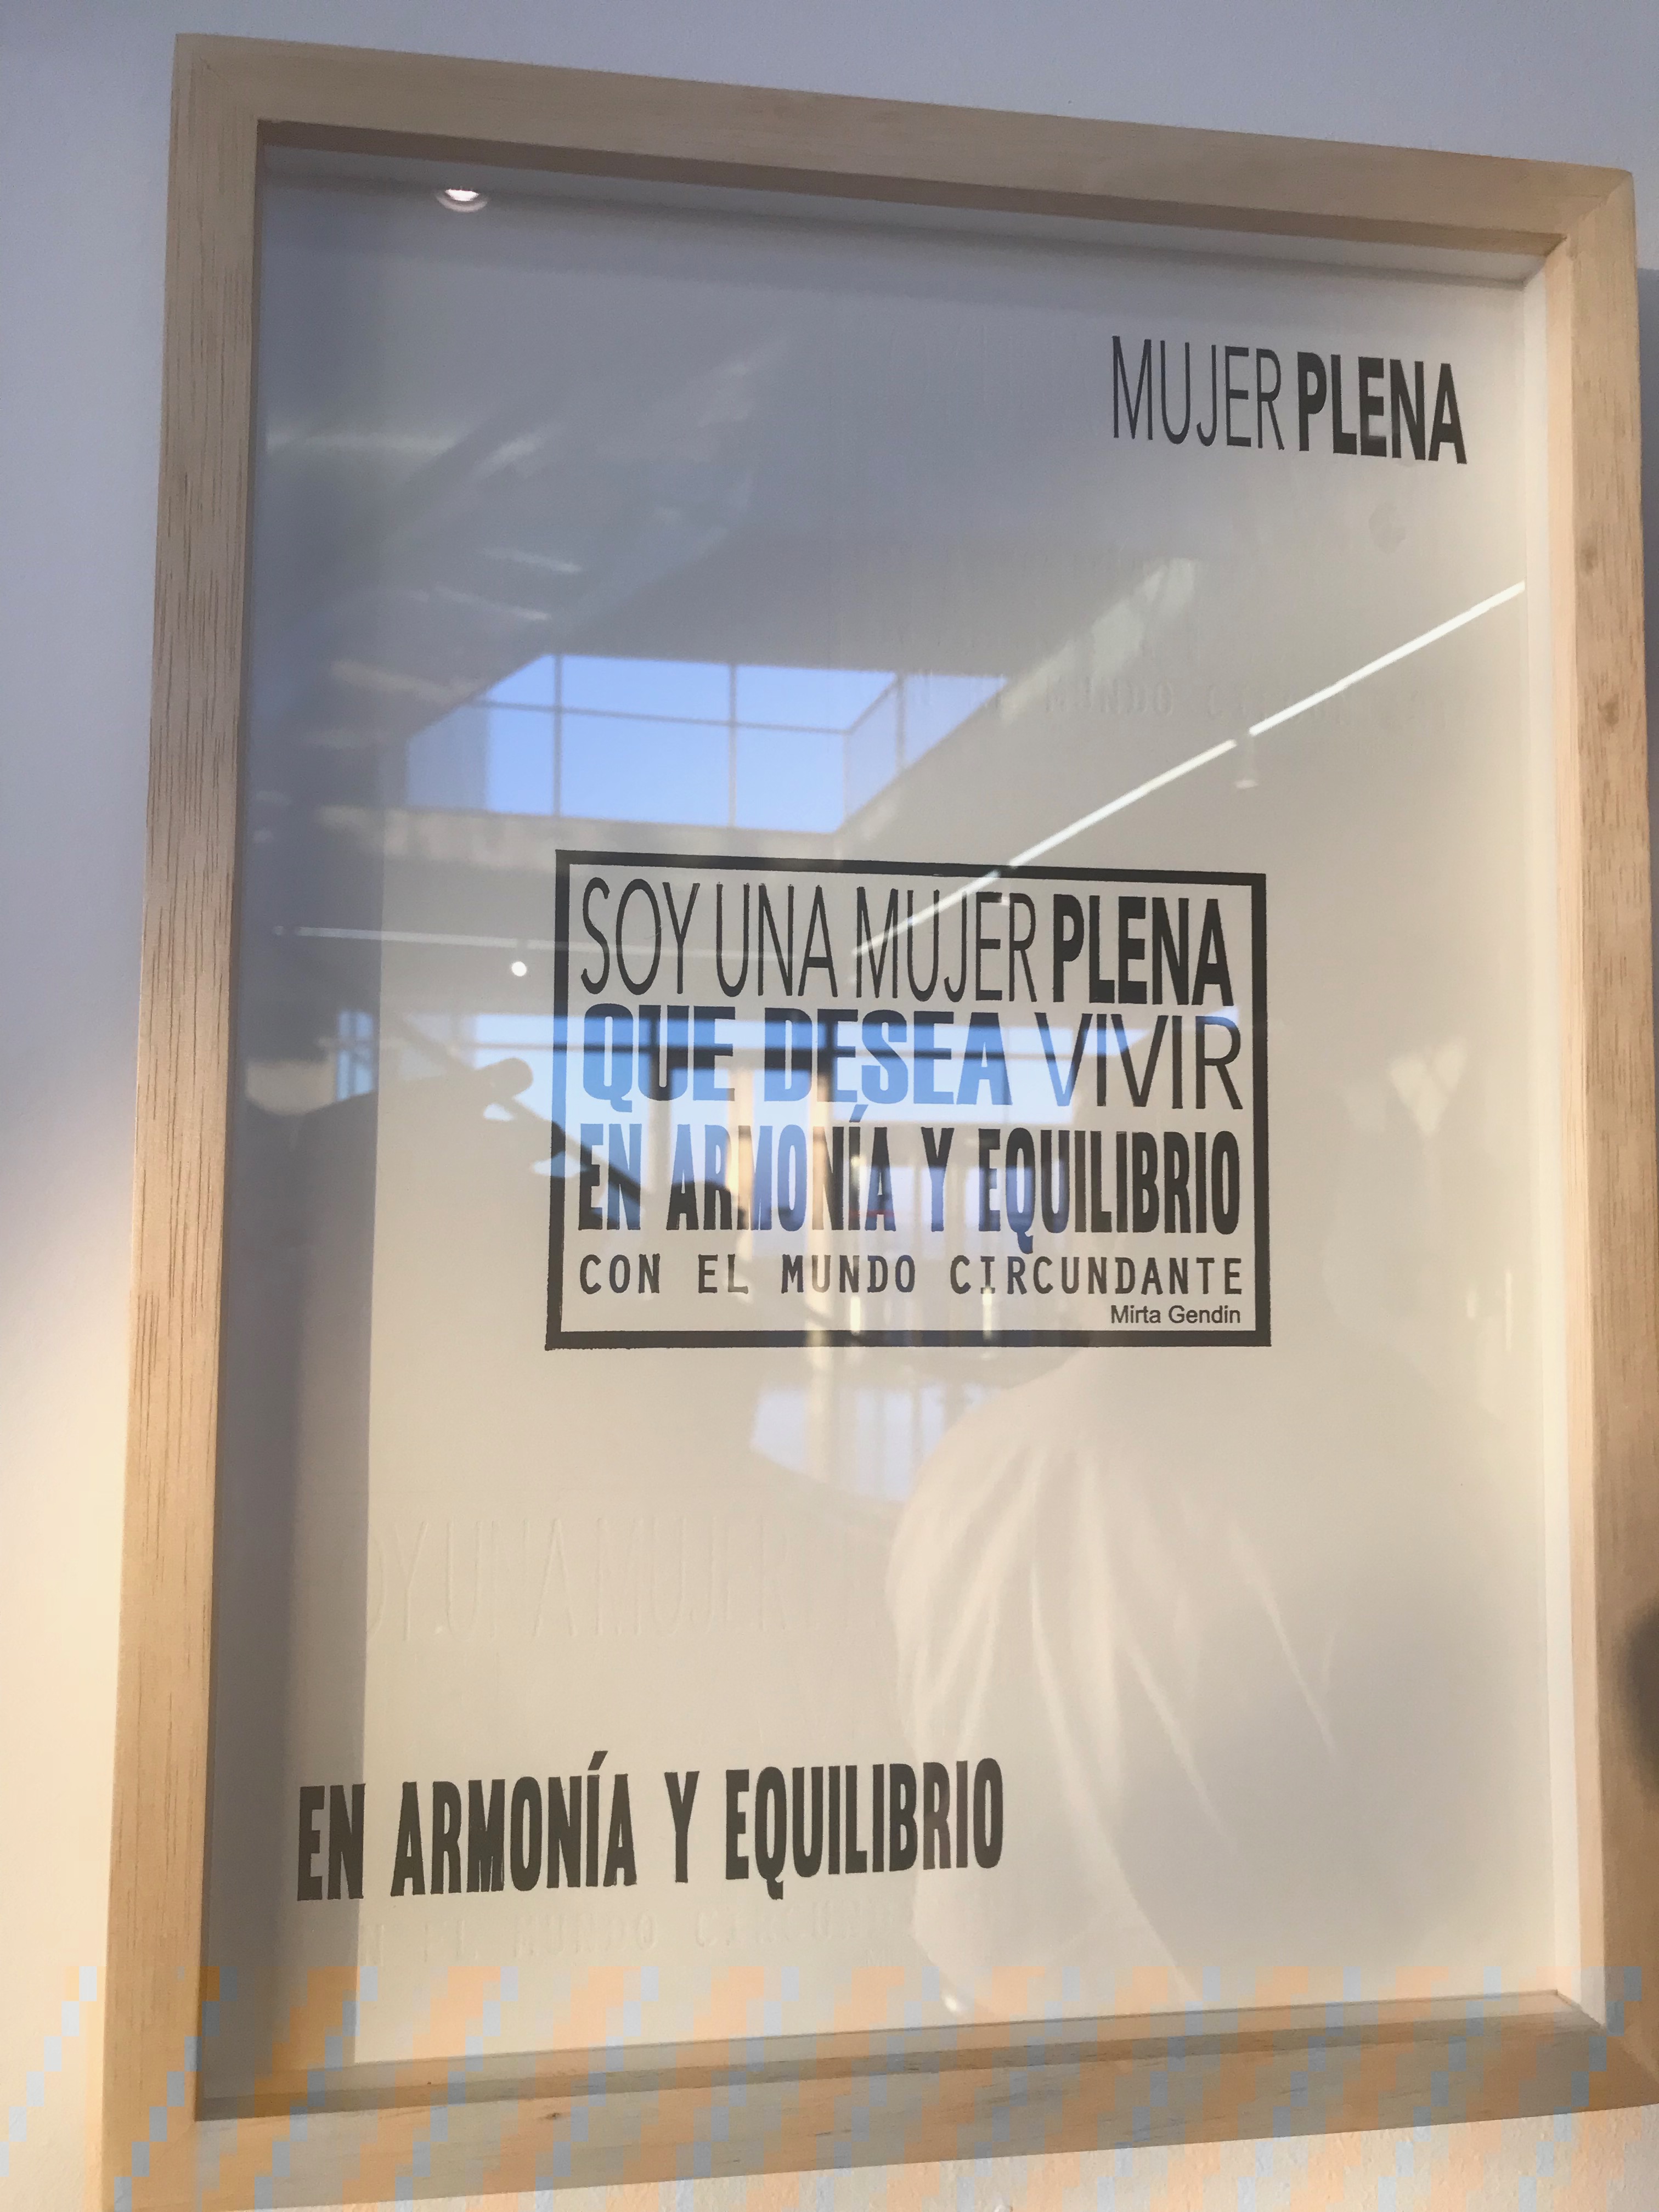 MUJER PLENA
SOY UNA MUJER PLENA
QUE DESEA VIVIR
EN ARMONÍA Y EQUILIBRIO
CON EL MUNDO CIRCUNDANTE
Mirta Gendin
EN ARMONÍA Y EQUILIBRIO